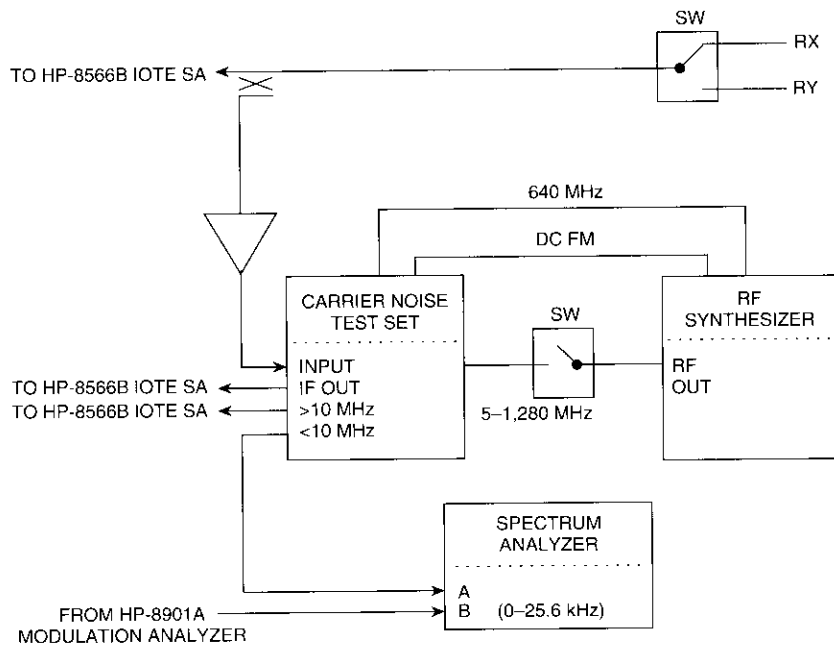 SW
RX
TO HP-8566B IOTE SA
RY
640 MHz
DC FM
CARRIER NOISE
TEST SET
RF
SYNTHESIZER
SW
INPUT
RF
TO HP-8566B IOTE SA
IF OUT
OUT
TO HP-8566B IOTE SA
>10 MHz
<10 MHz
5–1,280 MHz
SPECTRUM
ANALYZER
A
FROM HP-8901A
B (0–25.6 kHz)
MODULATION ANALYZER